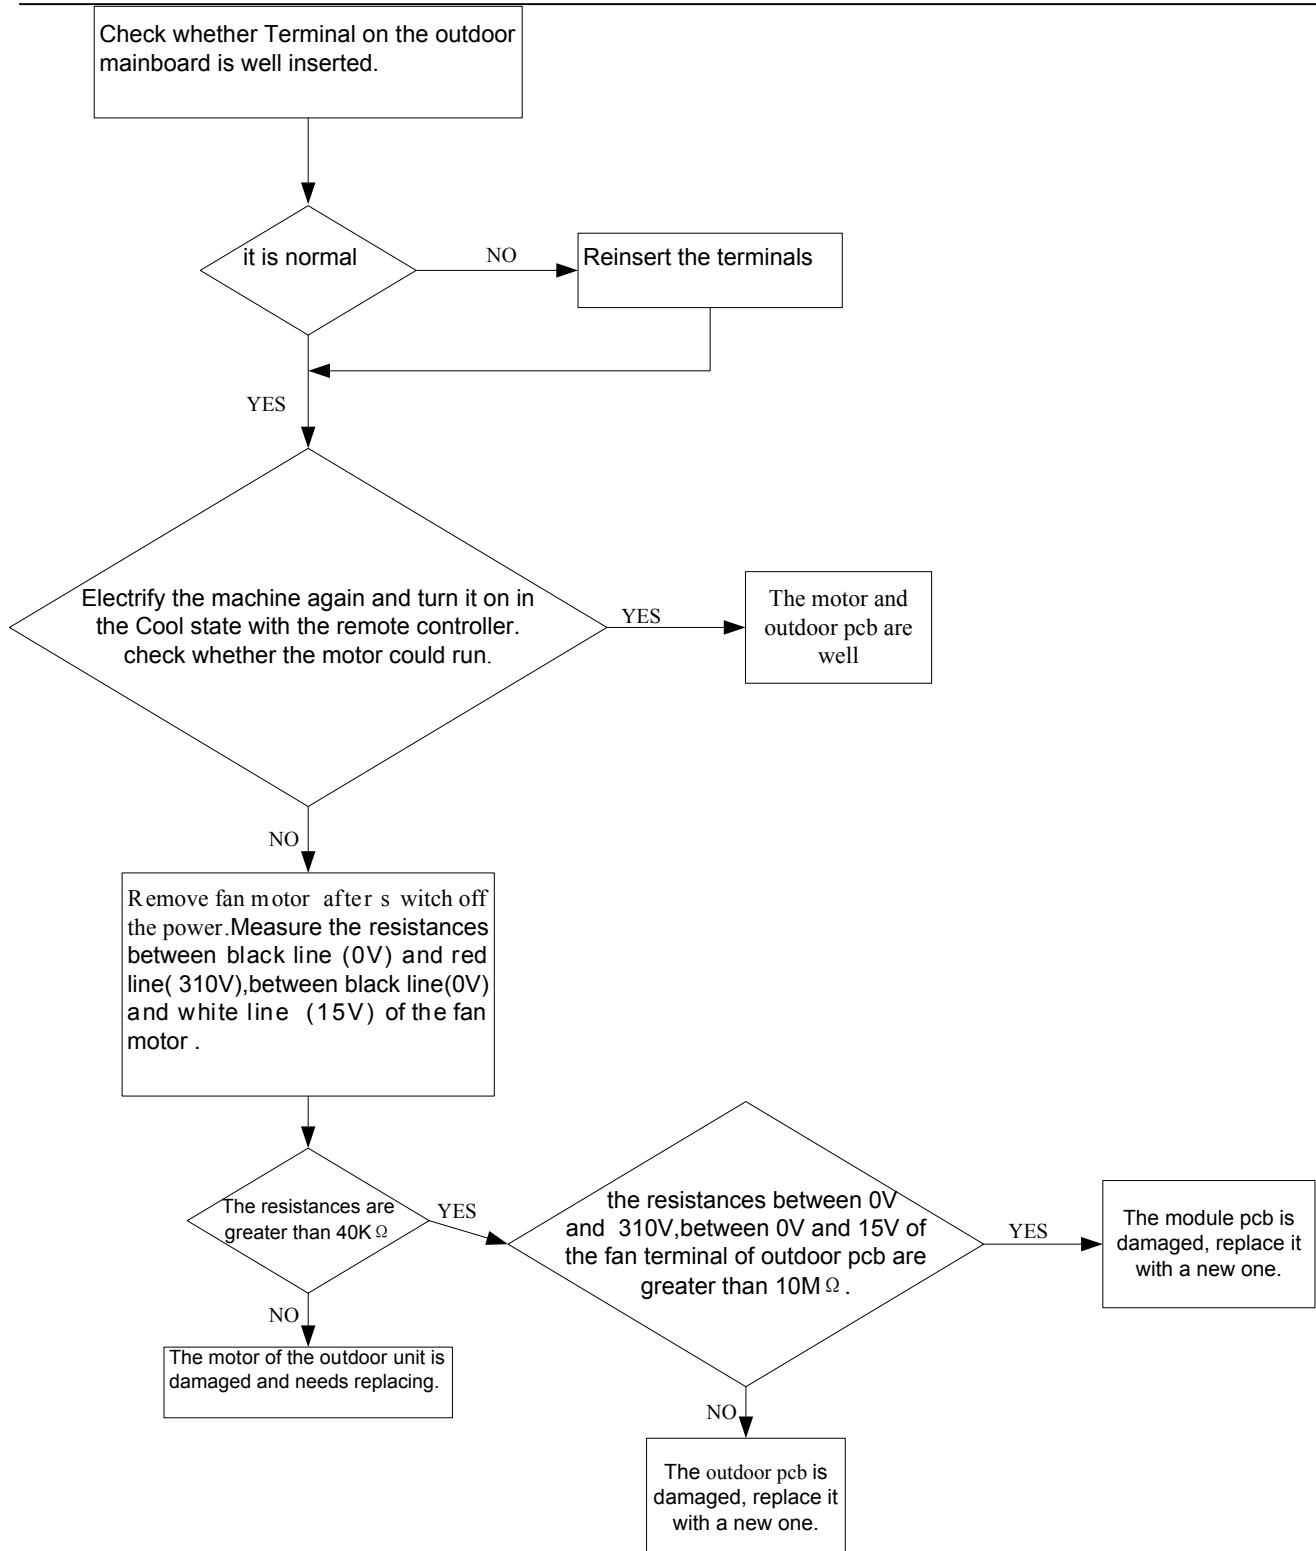 Check whether Terminal on the outdoor
mainboard is well inserted.
it is normal
NO
Reinsert the terminals
YES
Electrify the machine again and turn it on in
the Cool state with the remote controller.
check whether the motor could run.
YES
The motor and
outdoor pcb are
well
NO
Remove fan motor after s witch off
the power.Measure the resistances
between black line (0V) and red
line( 310V),between black line(0V)
and white line (15V) of the fan
motor .
The resistances are
greater than 40K Ω
YES
the resistances between 0V
and 310V,between 0V and 15V of
the fan terminal of outdoor pcb are
greater than 10M Ω .
YES
The module pcb is
damaged, replace it
with a new one.
NO
The motor of the outdoor unit is
damaged and needs replacing.
NO
The outdoor pcb is
damaged, replace it
with a new one.